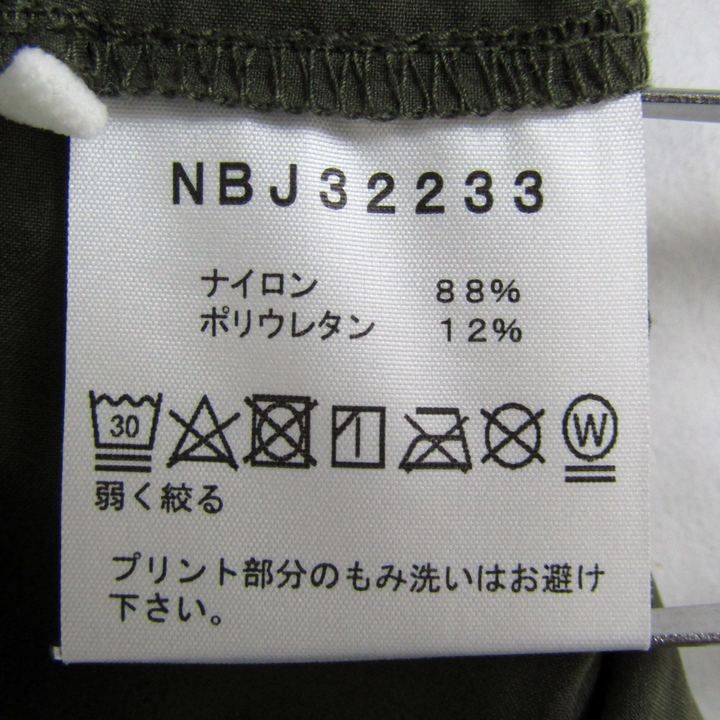 NBJ32233
ナイロン 88%
ポリウレタン 12%
30 W
弱く絞る
プリント部分のもみ洗いはお避け
下さい。